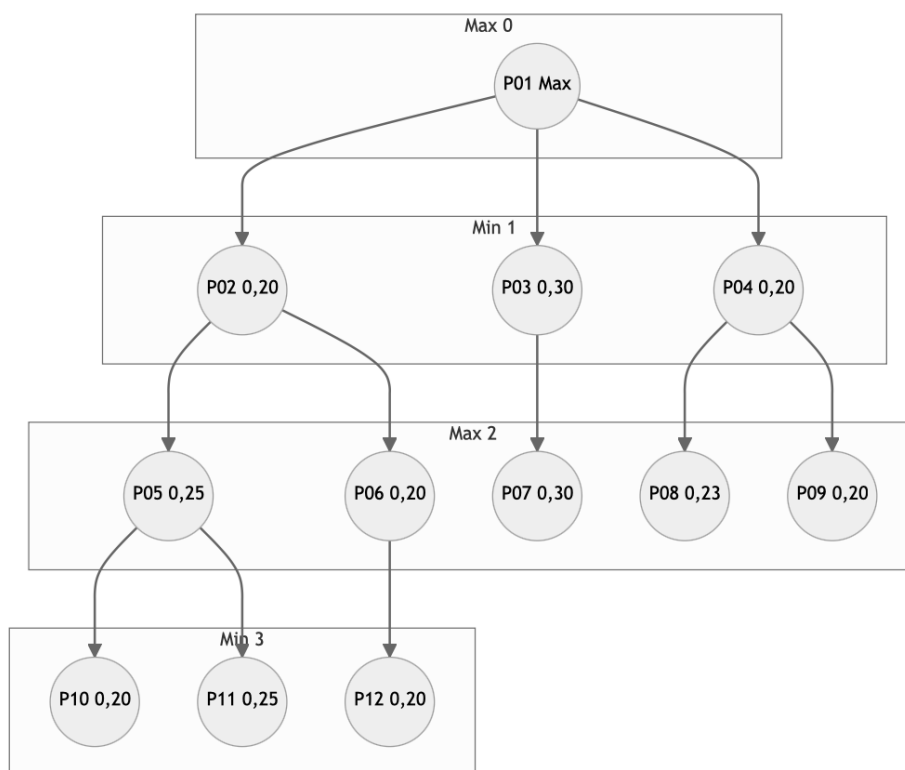 Max 0
P01 Max
Min 1
P02 0,20
P03 0,30
P04 0,20
Max 2
P05 0,25
P06 0,20
P07 0,30
P08 0,23
P09 0,20
Min 3
P10 0,20
P11 0,25
P12 0,20